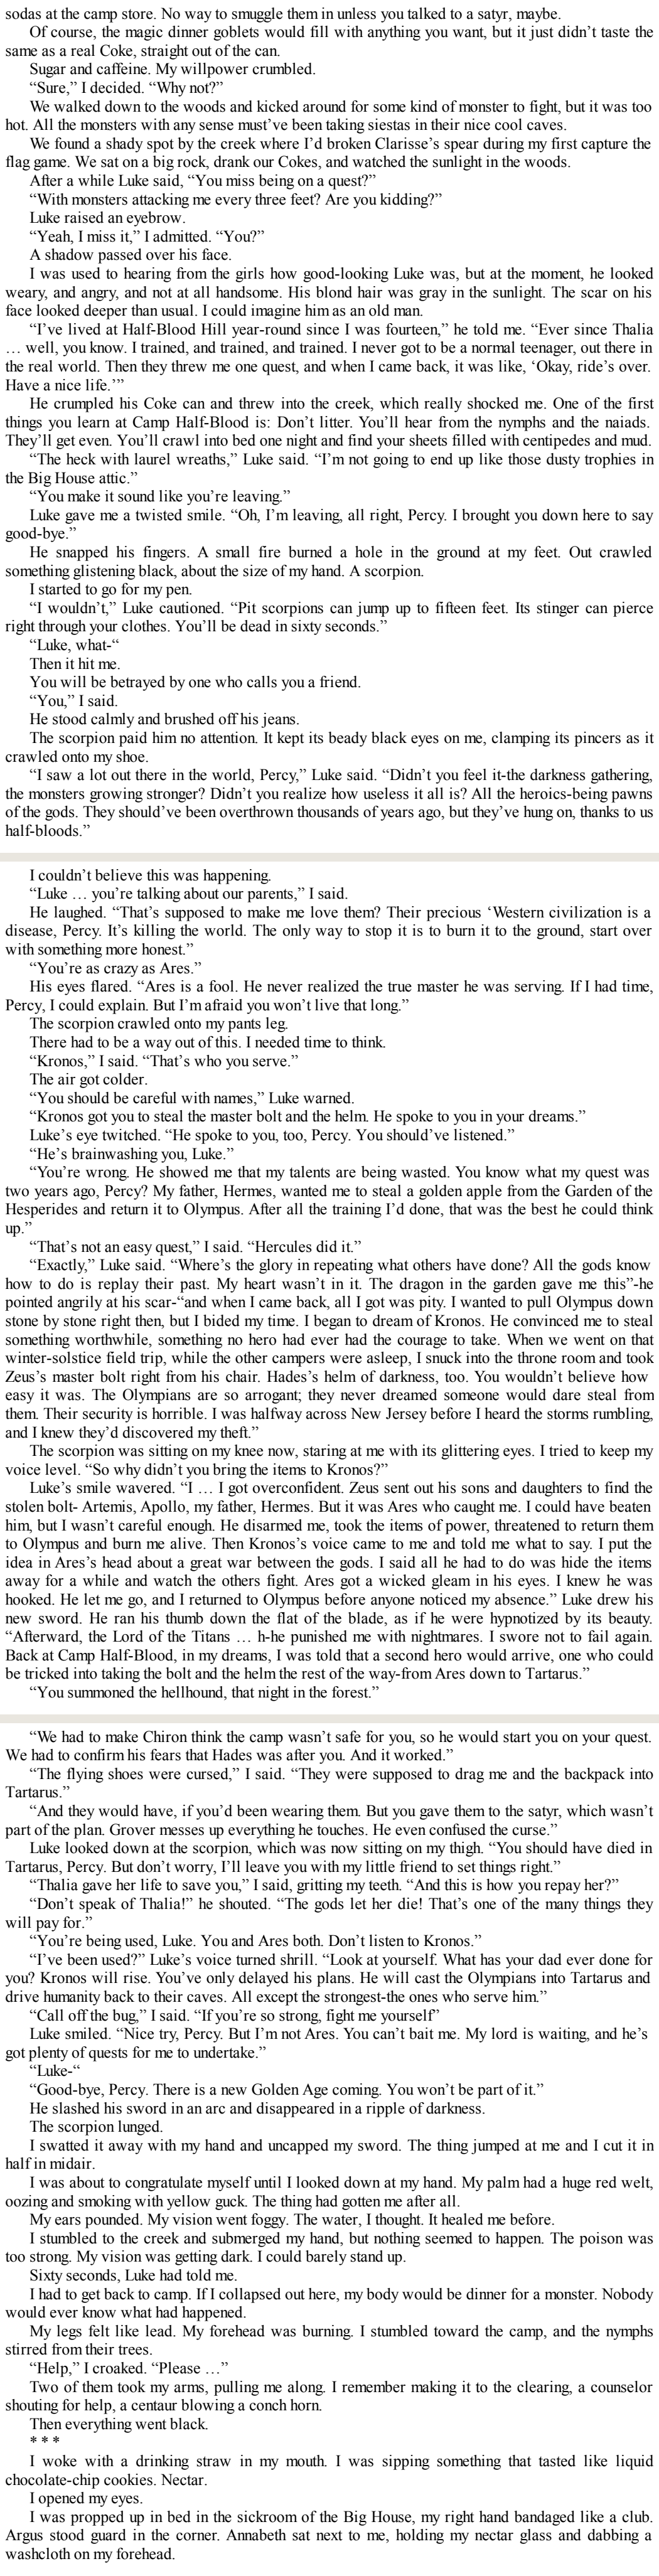 sodas at the camp store. No way to smuggle them in unless you talked to a satyr, maybe.
Of course, the magic dinner goblets would fill with anything you want, but it just didn’t taste the
same as a real Coke, straight out of the can.
Sugar and caffeine. My willpower crumbled.
“Sure,” I decided. “Why not?”
We walked down to the woods and kicked around for some kind of monster to fight, but it was too
hot. All the monsters with any sense must’ve been taking siestas in their nice cool caves.
We found a shady spot by the creek where I’d broken Clarisse’s spear during my first capture the
flag game. We sat on a big rock, drank our Cokes, and watched the sunlight in the woods.
After a while Luke said, “You miss being on a quest?”
“With monsters attacking me every three feet? Are you kidding?”
Luke raised an eyebrow.
“Yeah, I miss it,” I admitted. “You?”
A shadow passed over his face.
I was used to hearing from the girls how good-looking Luke was, but at the moment, he looked
weary, and angry, and not at all handsome. His blond hair was gray in the sunlight. The scar on his
face looked deeper than usual. I could imagine him as an old man.
“I’ve lived at Half-Blood Hill year-round since I was fourteen,” he told me. “Ever since Thalia
… well, you know. I trained, and trained, and trained. I never got to be a normal teenager, out there in
the real world. Then they threw me one quest, and when I came back, it was like, ‘Okay, ride’s over.
Have a nice life.’”
He crumpled his Coke can and threw into the creek, which really shocked me. One of the first
things you learn at Camp Half-Blood is: Don’t litter. You’ll hear from the nymphs and the naiads.
They’ll get even. You’ll crawl into bed one night and find your sheets filled with centipedes and mud.
“The heck with laurel wreaths,” Luke said. “I’m not going to end up like those dusty trophies in
the Big House attic.”
“You make it sound like you’re leaving.”
Luke gave me a twisted smile. “Oh, I’m leaving, all right, Percy. I brought you down here to say
good-bye.”
He snapped his fingers. A small fire burned a hole in the ground at my feet. Out crawled
something glistening black, about the size of my hand. A scorpion.
I started to go for my pen.
“I wouldn’t,” Luke cautioned. “Pit scorpions can jump up to fifteen feet. Its stinger can pierce
right through your clothes. You’ll be dead in sixty seconds.”
“Luke, what-“
Then it hit me.
You will be betrayed by one who calls you a friend.
“You,” I said.
He stood calmly and brushed off his jeans.
The scorpion paid him no attention. It kept its beady black eyes on me, clamping its pincers as it
crawled onto my shoe.
“I saw a lot out there in the world, Percy,” Luke said. “Didn’t you feel it-the darkness gathering,
the monsters growing stronger? Didn’t you realize how useless it all is? All the heroics-being pawns
of the gods. They should’ve been overthrown thousands of years ago, but they’ve hung on, thanks to us
half-bloods.”
I couldn’t believe this was happening.
“Luke … you’re talking about our parents,” I said.
He laughed. “That’s supposed to make me love them? Their precious ‘Western civilization is a
disease, Percy. It’s killing the world. The only way to stop it is to burn it to the ground, start over
with something more honest.”
“You’re as crazy as Ares.”
His eyes flared. “Ares is a fool. He never realized the true master he was serving. If I had time,
Percy, I could explain. But I’m afraid you won’t live that long.”
The scorpion crawled onto my pants leg.
There had to be a way out of this. I needed time to think.
“Kronos,” I said. “That’s who you serve.”
The air got colder.
“You should be careful with names,” Luke warned.
“Kronos got you to steal the master bolt and the helm. He spoke to you in your dreams.”
Luke’s eye twitched. “He spoke to you, too, Percy. You should’ve listened.”
“He’s brainwashing you, Luke.”
“You’re wrong. He showed me that my talents are being wasted. You know what my quest was
two years ago, Percy? My father, Hermes, wanted me to steal a golden apple from the Garden of the
Hesperides and return it to Olympus. After all the training I’d done, that was the best he could think
up.”
“That’s not an easy quest,” I said. “Hercules did it.”
“Exactly,” Luke said. “Where’s the glory in repeating what others have done? All the gods know
how to do is replay their past. My heart wasn’t in it. The dragon in the garden gave me this”-he
pointed angrily at his scar-“and when I came back, all I got was pity. I wanted to pull Olympus down
stone by stone right then, but I bided my time. I began to dream of Kronos. He convinced me to steal
something worthwhile, something no hero had ever had the courage to take. When we went on that
winter-solstice field trip, while the other campers were asleep, I snuck into the throne room and took
Zeus’s master bolt right from his chair. Hades’s helm of darkness, too. You wouldn’t believe how
easy it was. The Olympians are so arrogant; they never dreamed someone would dare steal from
them. Their security is horrible. I was halfway across New Jersey before I heard the storms rumbling,
and I knew they’d discovered my theft.”
The scorpion was sitting on my knee now, staring at me with its glittering eyes. I tried to keep my
voice level. “So why didn’t you bring the items to Kronos?”
Luke’s smile wavered. “I … I got overconfident. Zeus sent out his sons and daughters to find the
stolen bolt- Artemis, Apollo, my father, Hermes. But it was Ares who caught me. I could have beaten
him, but I wasn’t careful enough. He disarmed me, took the items of power, threatened to return them
to Olympus and burn me alive. Then Kronos’s voice came to me and told me what to say. I put the
idea in Ares’s head about a great war between the gods. I said all he had to do was hide the items
away for a while and watch the others fight. Ares got a wicked gleam in his eyes. I knew he was
hooked. He let me go, and I returned to Olympus before anyone noticed my absence.” Luke drew his
new sword. He ran his thumb down the flat of the blade, as if he were hypnotized by its beauty.
“Afterward, the Lord of the Titans … h-he punished me with nightmares. I swore not to fail again.
Back at Camp Half-Blood, in my dreams, I was told that a second hero would arrive, one who could
be tricked into taking the bolt and the helm the rest of the way-from Ares down to Tartarus.”
“You summoned the hellhound, that night in the forest.”
“We had to make Chiron think the camp wasn’t safe for you, so he would start you on your quest.
We had to confirm his fears that Hades was after you. And it worked.”
“The flying shoes were cursed,” I said. “They were supposed to drag me and the backpack into
Tartarus.”
“And they would have, if you’d been wearing them. But you gave them to the satyr, which wasn’t
part of the plan. Grover messes up everything he touches. He even confused the curse.”
Luke looked down at the scorpion, which was now sitting on my thigh. “You should have died in
Tartarus, Percy. But don’t worry, I’ll leave you with my little friend to set things right.”
“Thalia gave her life to save you,” I said, gritting my teeth. “And this is how you repay her?”
“Don’t speak of Thalia!” he shouted. “The gods let her die! That’s one of the many things they
will pay for.”
“You’re being used, Luke. You and Ares both. Don’t listen to Kronos.”
“I’ve been used?” Luke’s voice turned shrill. “Look at yourself. What has your dad ever done for
you? Kronos will rise. You’ve only delayed his plans. He will cast the Olympians into Tartarus and
drive humanity back to their caves. All except the strongest-the ones who serve him.”
“Call off the bug,” I said. “If you’re so strong, fight me yourself”
Luke smiled. “Nice try, Percy. But I’m not Ares. You can’t bait me. My lord is waiting, and he’s
got plenty of quests for me to undertake.”
“Luke-“
“Good-bye, Percy. There is a new Golden Age coming. You won’t be part of it.”
He slashed his sword in an arc and disappeared in a ripple of darkness.
The scorpion lunged.
I swatted it away with my hand and uncapped my sword. The thing jumped at me and I cut it in
half in midair.
I was about to congratulate myself until I looked down at my hand. My palm had a huge red welt,
oozing and smoking with yellow guck. The thing had gotten me after all.
My ears pounded. My vision went foggy. The water, I thought. It healed me before.
I stumbled to the creek and submerged my hand, but nothing seemed to happen. The poison was
too strong. My vision was getting dark. I could barely stand up.
Sixty seconds, Luke had told me.
I had to get back to camp. If I collapsed out here, my body would be dinner for a monster. Nobody
would ever know what had happened.
My legs felt like lead. My forehead was burning. I stumbled toward the camp, and the nymphs
stirred from their trees.
“Help,” I croaked. “Please …”
Two of them took my arms, pulling me along. I remember making it to the clearing, a counselor
shouting for help, a centaur blowing a conch horn.
Then everything went black.
* * *
I woke with a drinking straw in my mouth. I was sipping something that tasted like liquid
chocolate-chip cookies. Nectar.
I opened my eyes.
I was propped up in bed in the sickroom of the Big House, my right hand bandaged like a club.
Argus stood guard in the corner. Annabeth sat next to me, holding my nectar glass and dabbing a
washcloth on my forehead.